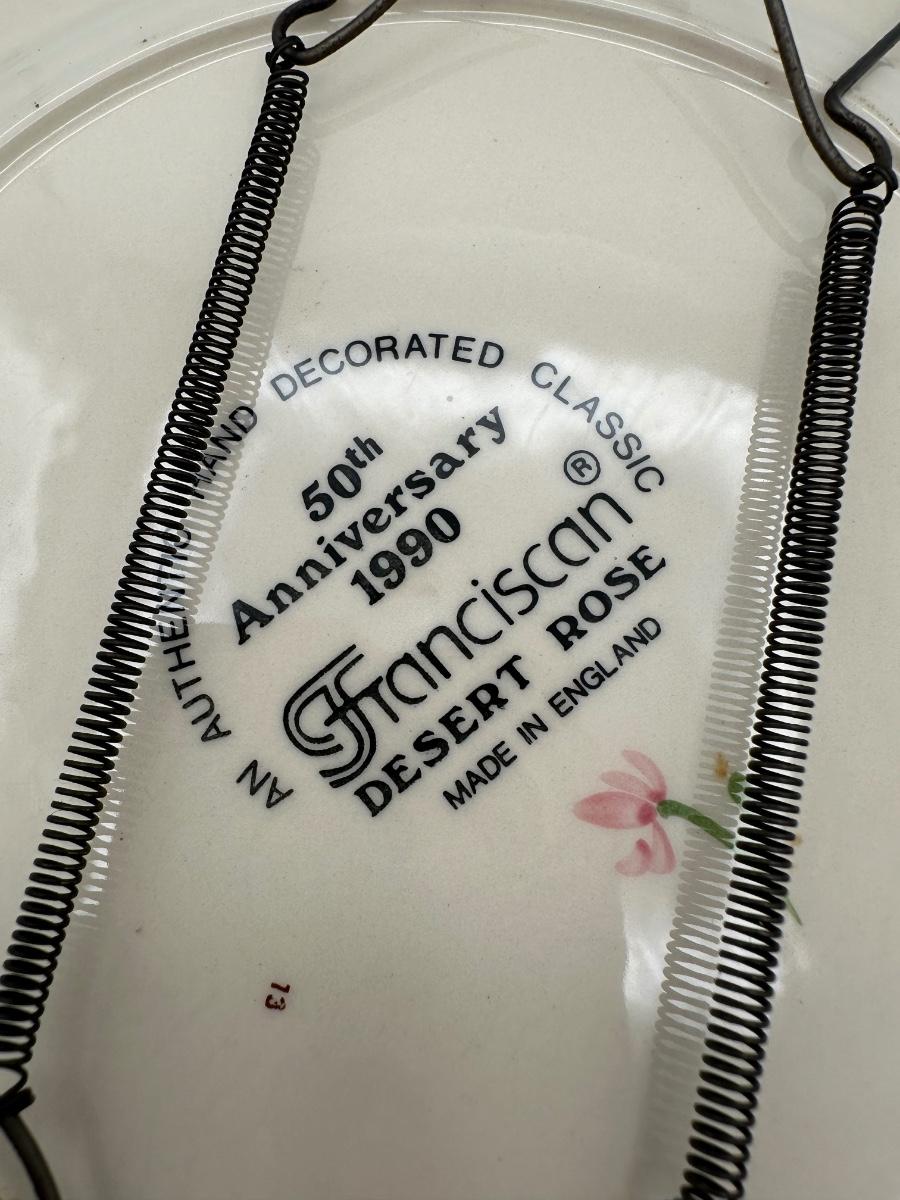 AN AUTHENTIC HAND DECORATED CLASSIC
50th
Anniversary
1990
Franciscan ®
DESERT ROSE
MADE IN ENGLAND
13